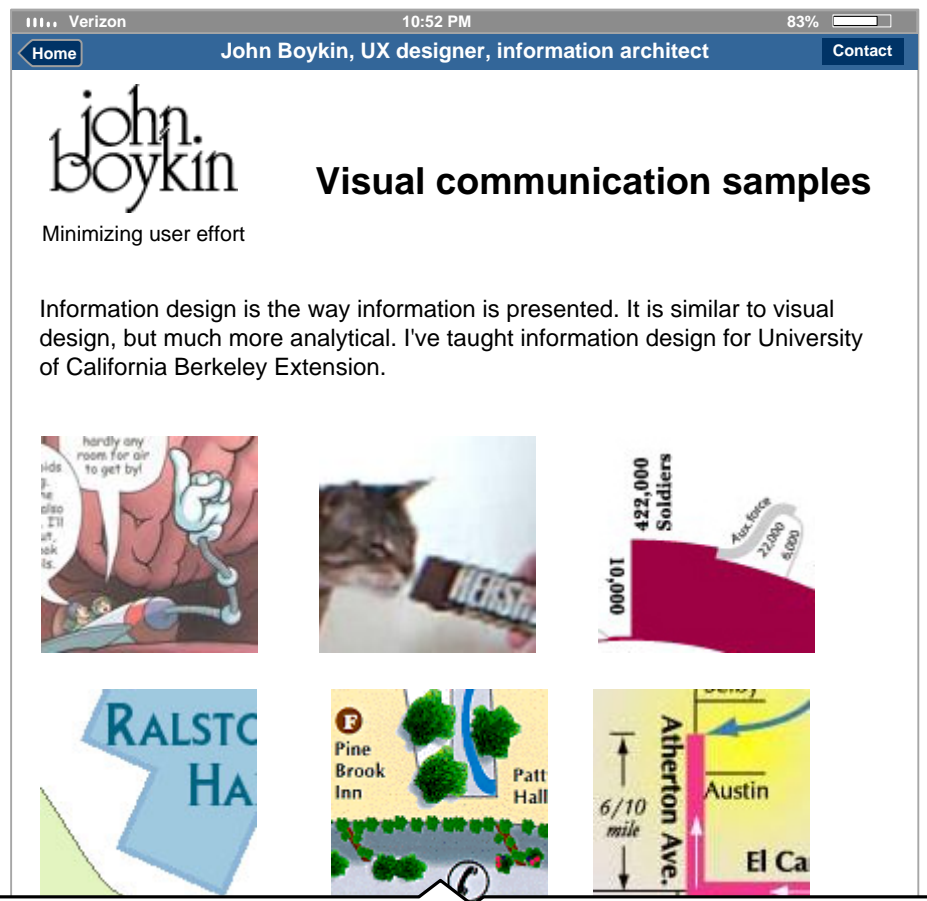 Verizon
10:52 PM
83%
Home
John Boykin, UX designer, information architect
Contact
john
boykin
Visual communication samples
Minimizing user effort
Information design is the way information is presented. It is similar to visual
design, but much more analytical. I've taught information design for University
of California Berkeley Extension.
hardly any
room for air
to get by!
also
I'll
422,000
Soldiers
10,000
Aux. force
22,000
6,000
RALSTO
HA
F
Pine
Brook
Inn
Patt
Hall
Atherton Ave.
Austin
6/10
mile
El Ca